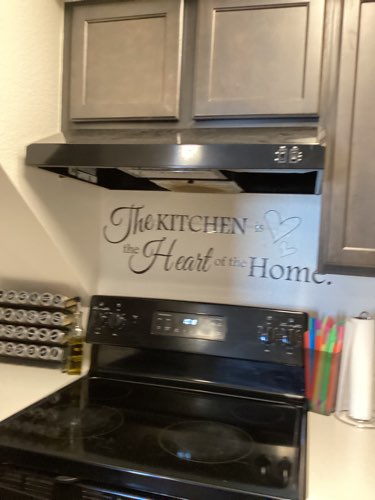 The KITCHEN is
the Heart of the Home.